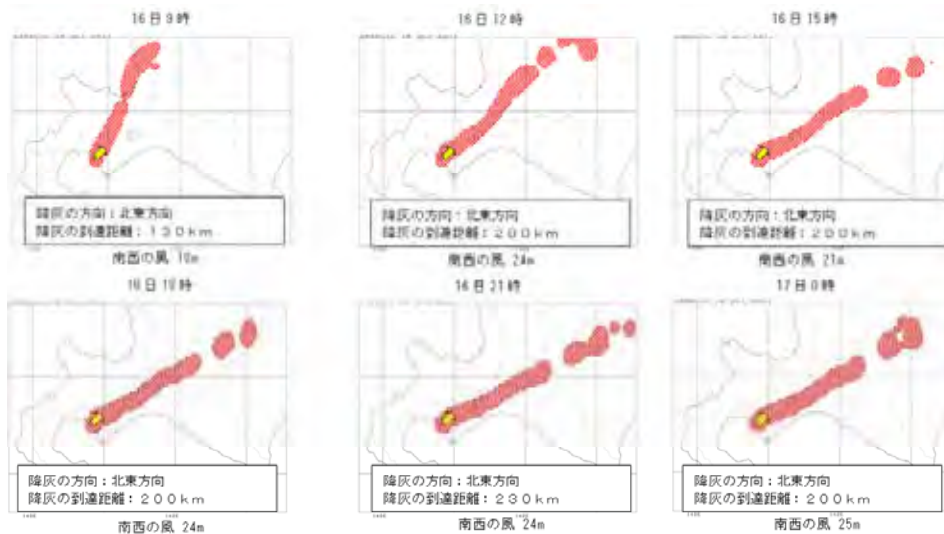 16日9時
16日12時
16日15時
降灰の方向:北東方向
降灰の到達距離:130km
降灰の方向:北東方向
降灰の到達距離:200km
降灰の方向:北東方向
降灰の到達距離:200km
南西の風
南西の風 24m
南西の風 21m
16日21時
17日0時
降灰の方向:北東方向
降灰の到達距離:200km
降灰の方向:北東方向
降灰の到達距離:230km
降灰の方向:北東方向
降灰の到達距離:200km
南西の風 24m
南西の風 24m
南西の風 25m